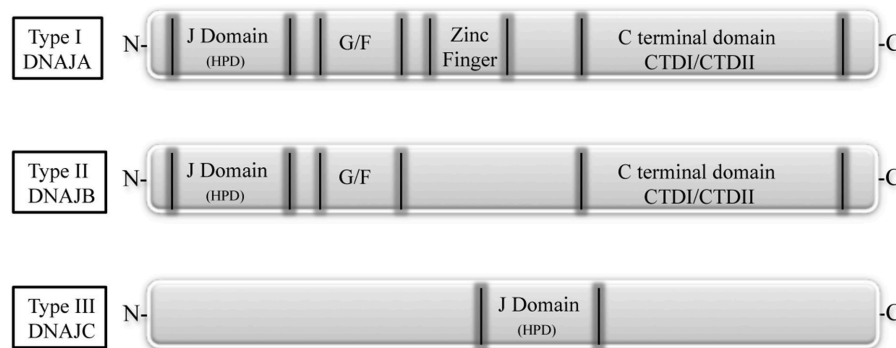 Type I
DNAJA
N-
J Domain
(HPD)
G/F
Zinc
Finger
C terminal domain
CTDI/CTDII
-C
Type II
DNAJB
N-
J Domain
(HPD)
G/F
C terminal domain
CTDI/CTDII
-C
Type III
DNAJC
N-
J Domain
(HPD)
-C